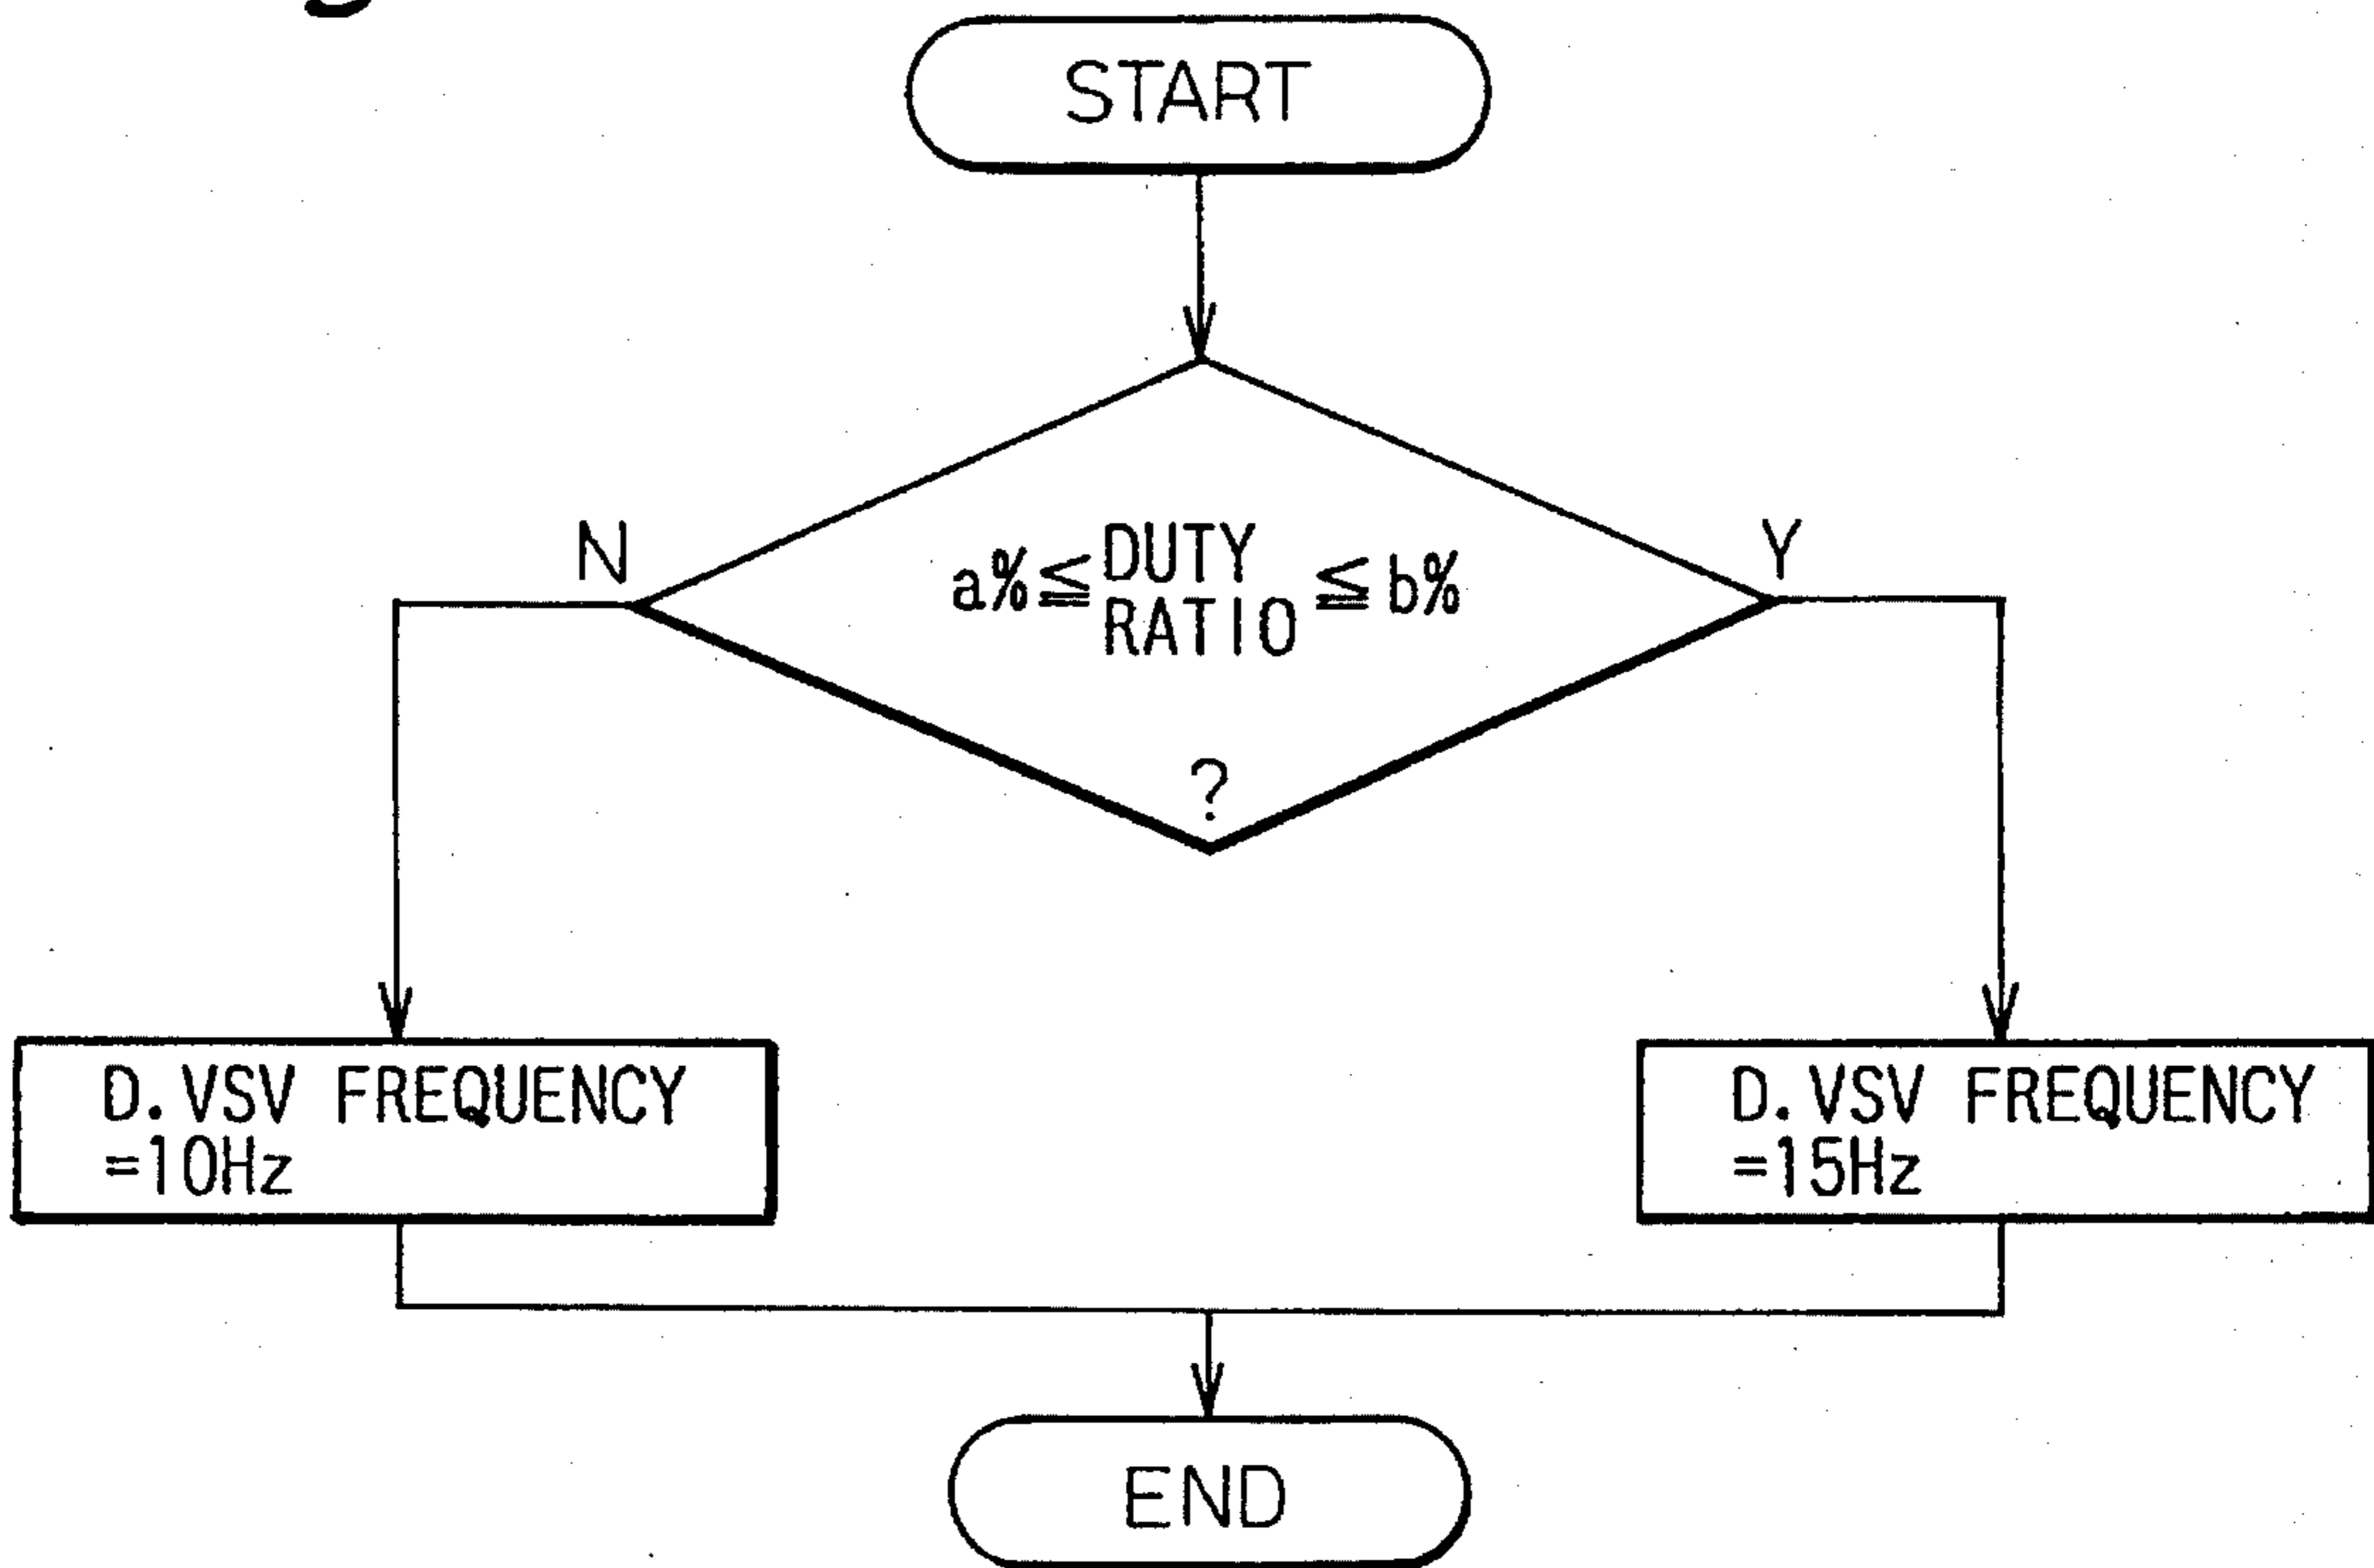 START
N
Y
a%≦DUTY RATIO≦b%
?
D.VSV FREQUENCY
=10Hz
D.VSV FREQUENCY
=15Hz
END